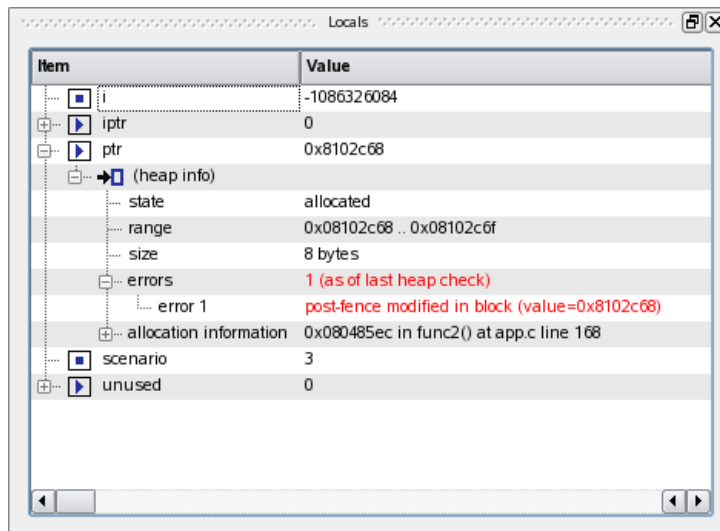 Locals
Item Value
i -1086326084
iptr 0
ptr 0x8102c68
(heap info)
state allocated
range 0x08102c68 .. 0x08102c6f
size 8 bytes
errors 1 (as of last heap check)
error 1 post-fence modified in block (value=0x8102c68)
allocation information 0x080485ec in func2() at app.c line 168
scenario 3
unused 0